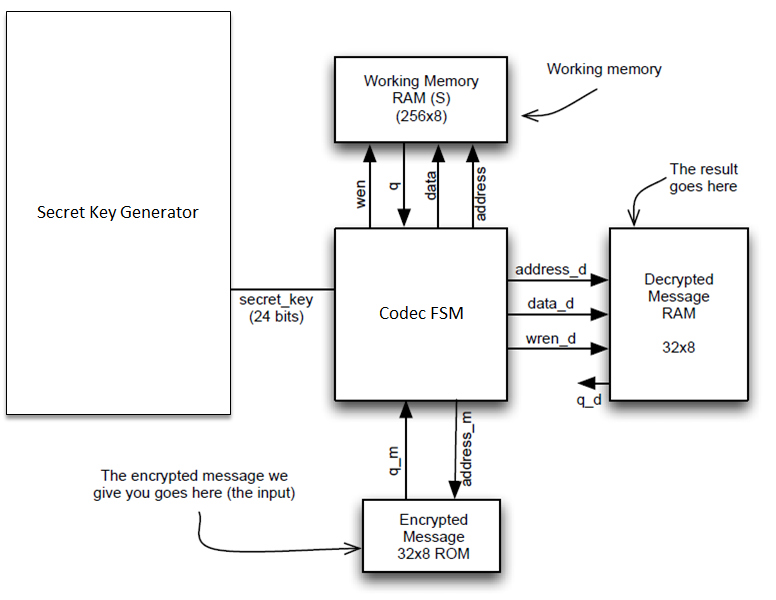 Working Memory
RAM (S)
(256x8)
Working memory
wen
q
data
address
The result
goes here
Secret Key Generator
secret_key
(24 bits)
Codec FSM
address_d
data_d
wren_d
q_d
Decrypted
Message
RAM
32x8
q_m
address_m
The encrypted message we
give you goes here (the input)
Encrypted
Message
32x8 ROM